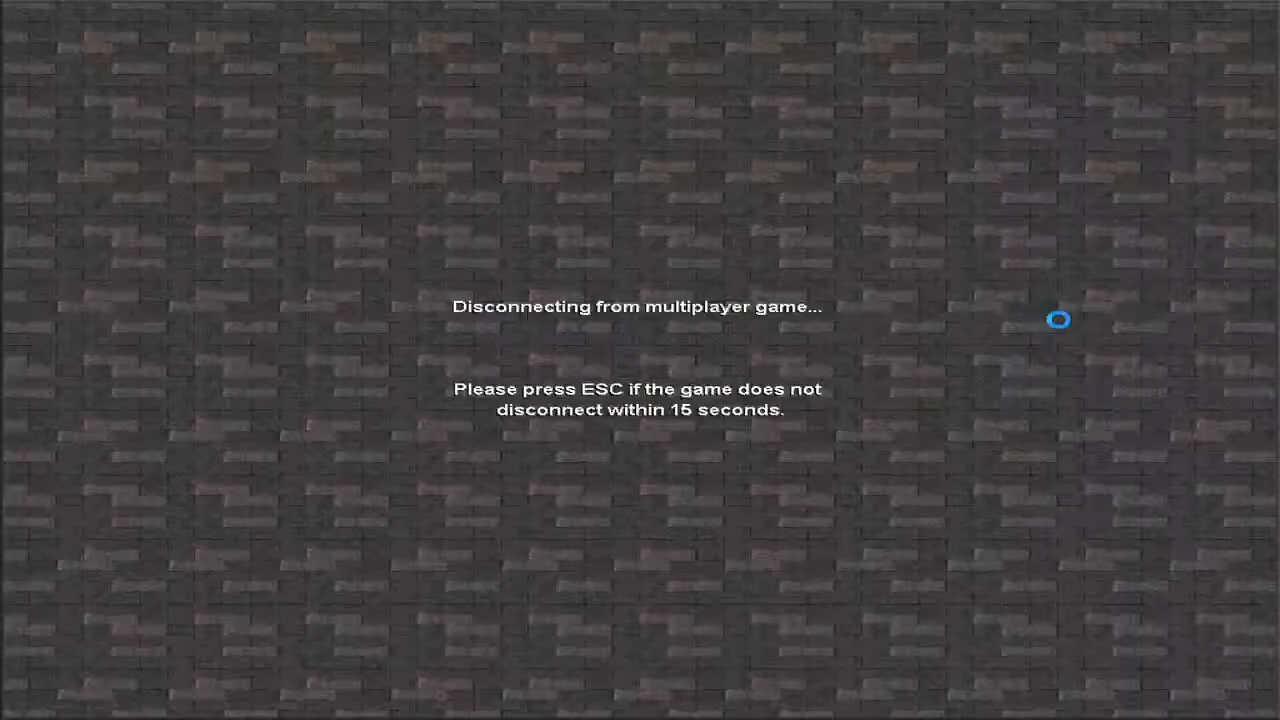 Disconnecting from multiplayer game...
Please press ESC if the game does not
disconnect within 15 seconds.